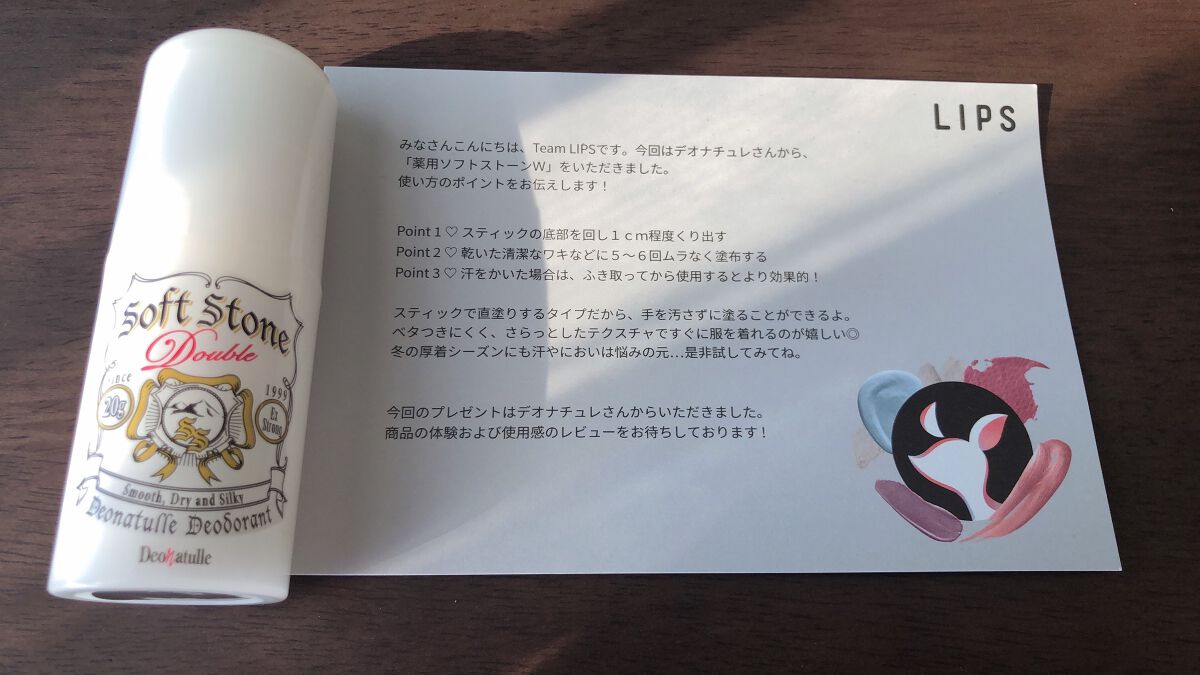 Soft Stone
Double
Since 1999
20g
Ex Strong
SS
Smooth, Dry and Silky
Deonatulle Deodorant
Deonatulle
LIPS
みなさんこんにちは、Team LIPSです。今回はデオナチュレさんから、
「薬用ソフトストーンW」をいただきました。
使い方のポイントをお伝えします！
Point 1 ♡ スティックの底部を回し１ｃｍ程度くり出す
Point 2 ♡ 乾いた清潔なワキなどに５～６回ムラなく塗布する
Point 3 ♡ 汗をかいた場合は、ふき取ってから使用するとより効果的！
スティックで直塗りするタイプだから、手を汚さずに塗ることができるよ。
ベタつきにくく、さらっとしたテクスチャですぐに服を着れるのが嬉しい◎
冬の厚着シーズンにも汗やにおいは悩みの元…是非試してみてね。
今回のプレゼントはデオナチュレさんからいただきました。
商品の体験および使用感のレビューをお待ちしております！